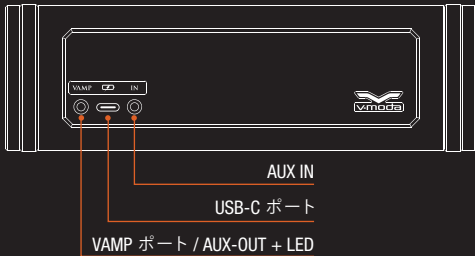 VAMP IN
v-moda
AUX IN
USB-C ポート
VAMP ポート / AUX-OUT + LED